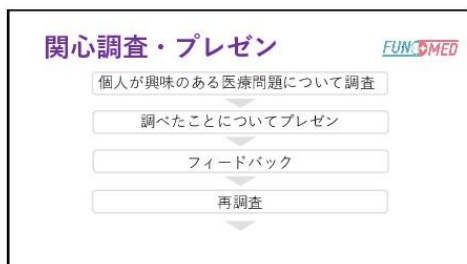 関心調査・プレゼン
FUN MED
個人が興味のある医療問題について調査
調べたことについてプレゼン
フィードバック
再調査